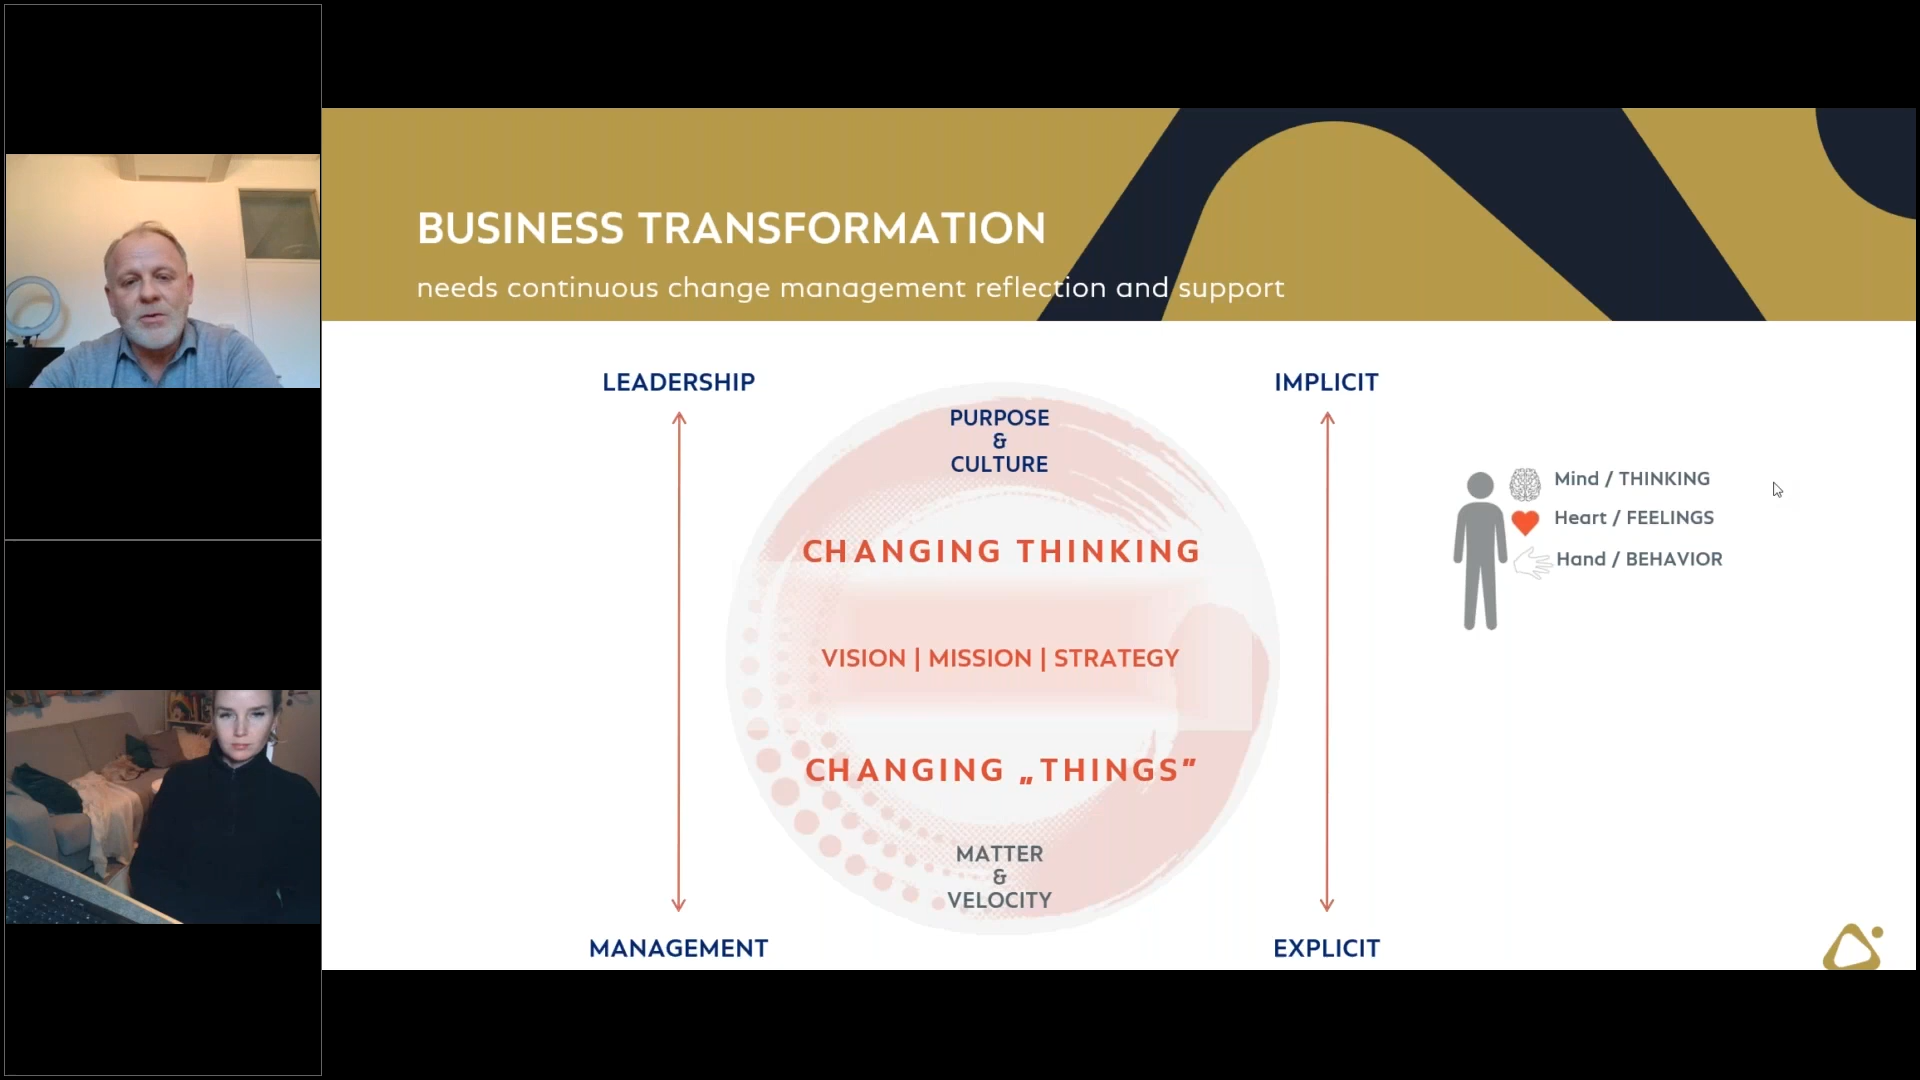 BUSINESS TRANSFORMATION
needs continuous change management reflection and support
LEADERSHIP
IMPLICIT
PURPOSE
&
CULTURE
Mind / THINKING
Heart / FEELINGS
Hand / BEHAVIOR
CHANGING THINKING
VISION | MISSION | STRATEGY
CHANGING „THINGS”
MATTER
&
VELOCITY
MANAGEMENT
EXPLICIT